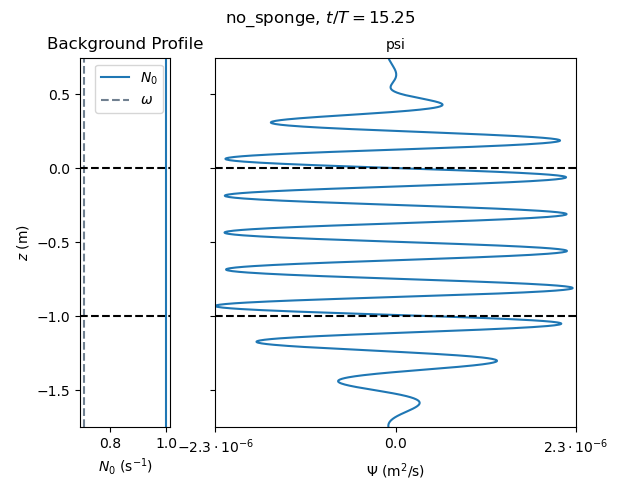 no_sponge, t/T = 15.25
Background Profile
psi
N₀
ω
0.5
0.0
−0.5
−1.0
−1.5
z (m)
0.8
1.0
N₀ (s⁻¹)
−2.3 · 10⁻⁶
0.0
2.3 · 10⁻⁶
Ψ (m²/s)